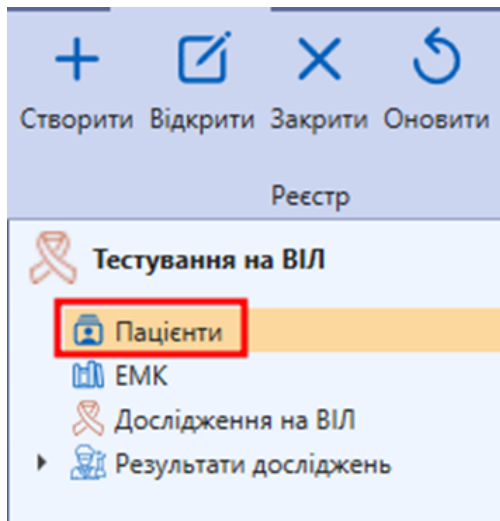 Створити Відкрити Закрити Оновити
Реєстр
Тестування на ВІЛ
Пацієнти
ЕМК
Дослідження на ВІЛ
Результати досліджень